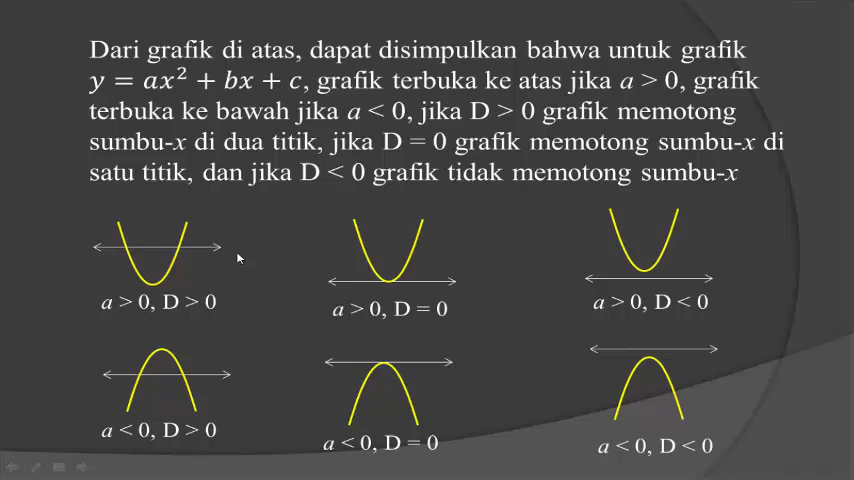 Dari grafik di atas, dapat disimpulkan bahwa untuk grafik
y = ax² + bx + c, grafik terbuka ke atas jika a > 0, grafik
terbuka ke bawah jika a < 0, jika D > 0 grafik memotong
sumbu-x di dua titik, jika D = 0 grafik memotong sumbu-x di
satu titik, dan jika D < 0 grafik tidak memotong sumbu-x
a > 0, D > 0
a > 0, D = 0
a > 0, D < 0
a < 0, D > 0
a < 0, D = 0
a < 0, D < 0